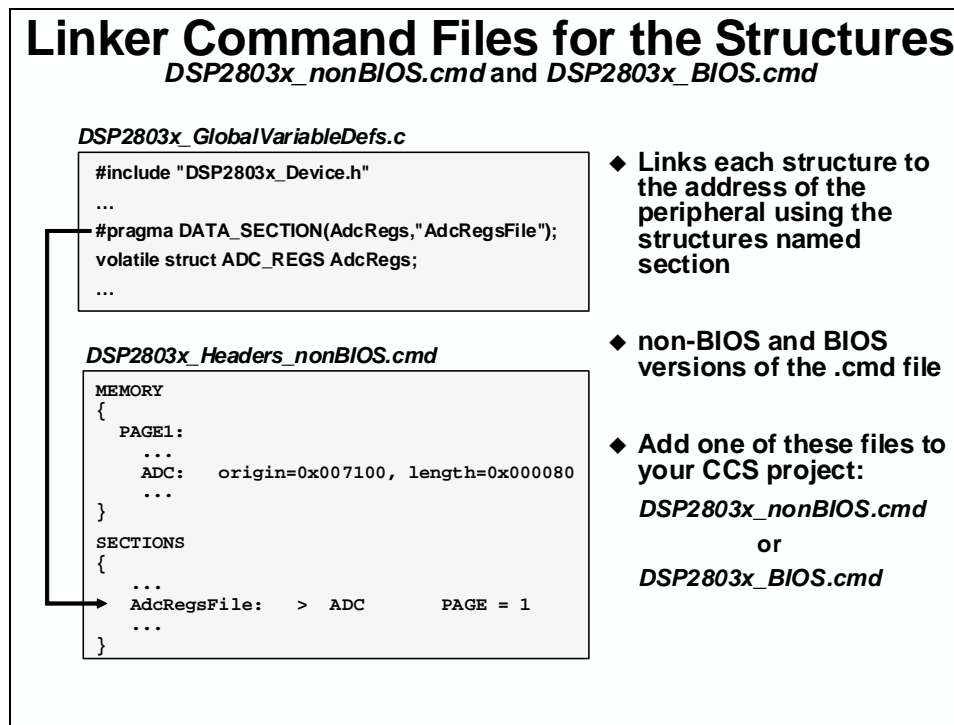 Linker Command Files for the Structures
DSP2803x_nonBIOS.cmd and DSP2803x_BIOS.cmd
DSP2803x_GlobalVariableDefs.c
#include "DSP2803x_Device.h"
…
#pragma DATA_SECTION(AdcRegs,"AdcRegsFile");
volatile struct ADC_REGS AdcRegs;
…
DSP2803x_Headers_nonBIOS.cmd
MEMORY
{
PAGE1:
...
ADC: origin=0x007100, length=0x000080
...
}
SECTIONS
{
...
AdcRegsFile: > ADC PAGE = 1
...
}
◆ Links each structure to
the address of the
peripheral using the
structures named
section
◆ non-BIOS and BIOS
versions of the .cmd file
◆ Add one of these files to
your CCS project:
DSP2803x_nonBIOS.cmd
or
DSP2803x_BIOS.cmd